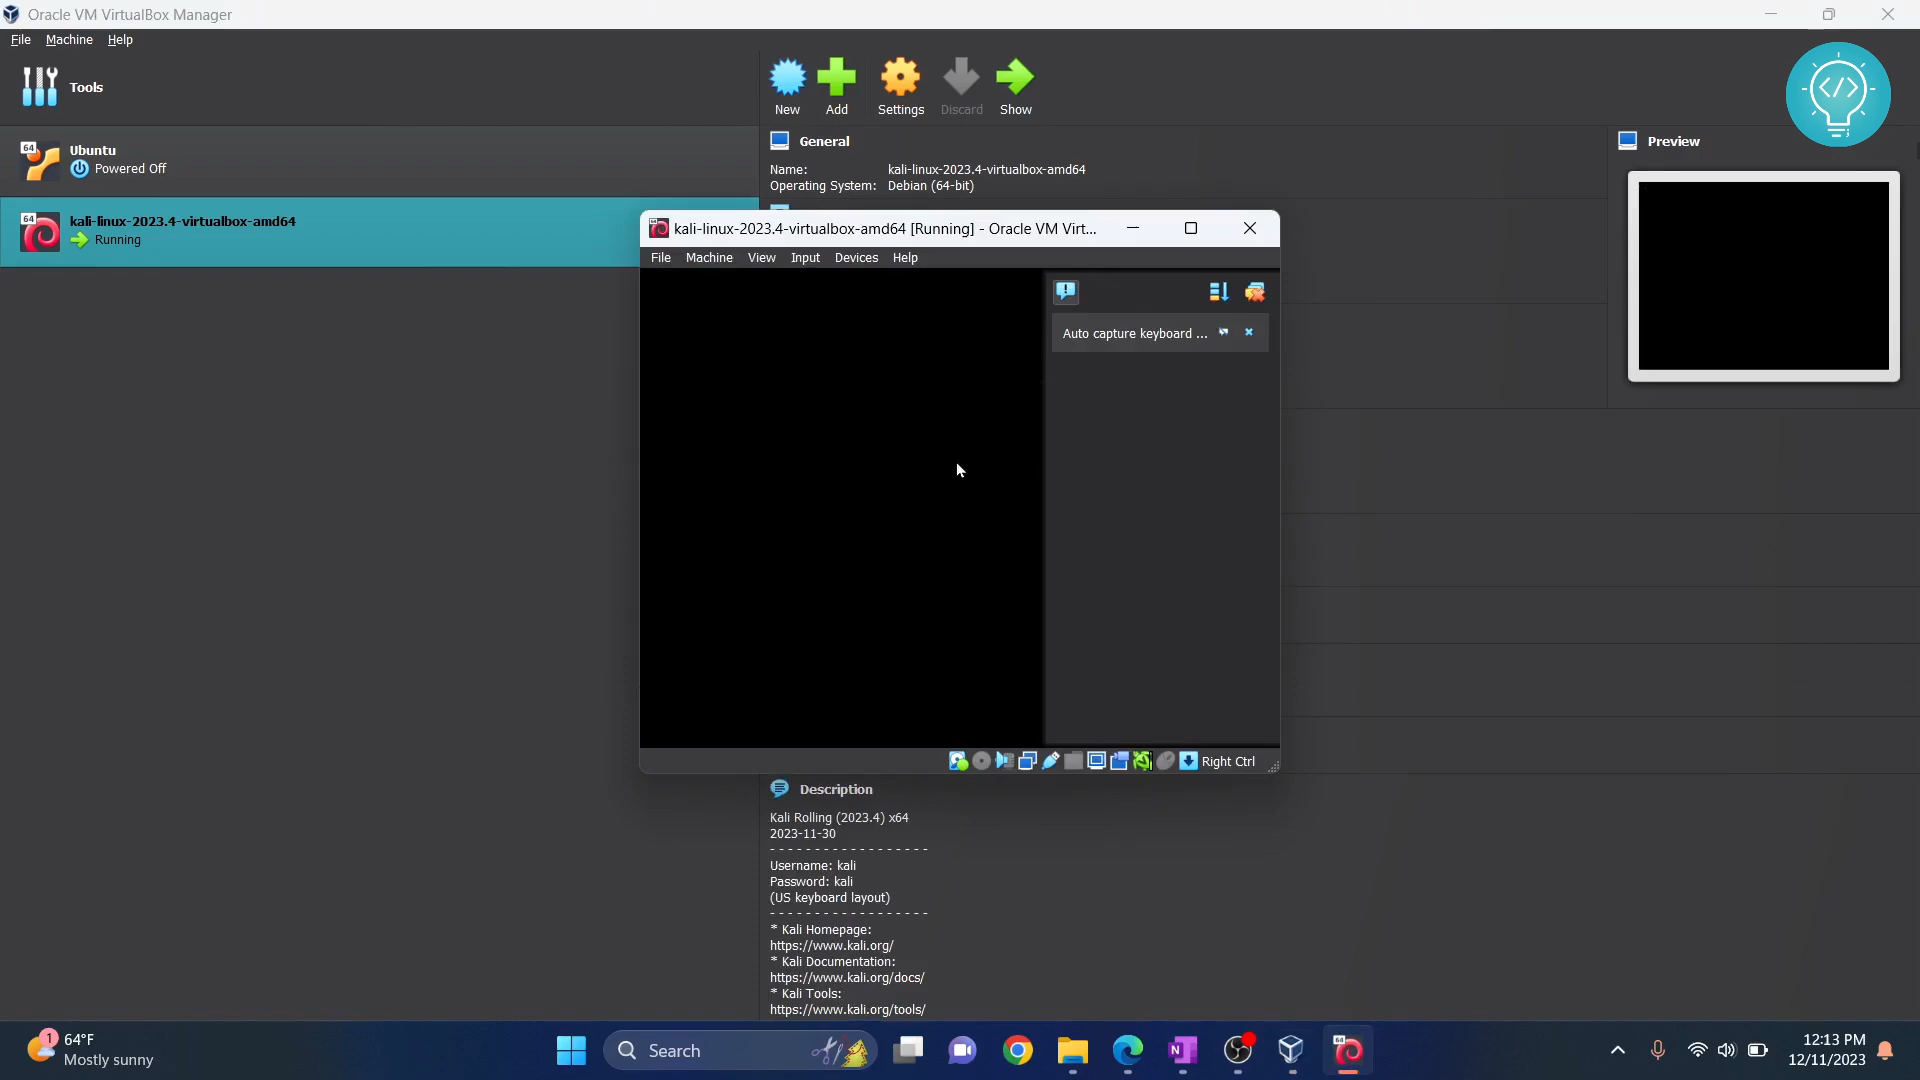 Oracle VM VirtualBox Manager
File Machine Help
Tools
New Add Settings Discard Show
64 Ubuntu
Powered Off
64 kali-linux-2023.4-virtualbox-amd64
Running
General
Name: kali-linux-2023.4-virtualbox-amd64
Operating System: Debian (64-bit)
Preview
</>
kali-linux-2023.4-virtualbox-amd64 [Running] - Oracle VM Virt...
File Machine View Input Devices Help
Auto capture keyboard ...
Right Ctrl
Description
Kali Rolling (2023.4) x64
2023-11-30
- - - - - - - - - - - - - - - - - -
Username: kali
Password: kali
(US keyboard layout)
- - - - - - - - - - - - - - - - - -
* Kali Homepage:
https://www.kali.org/
* Kali Documentation:
https://www.kali.org/docs/
* Kali Tools:
https://www.kali.org/tools/
1 64°F
Mostly sunny
Search
N
64
12:13 PM
12/11/2023